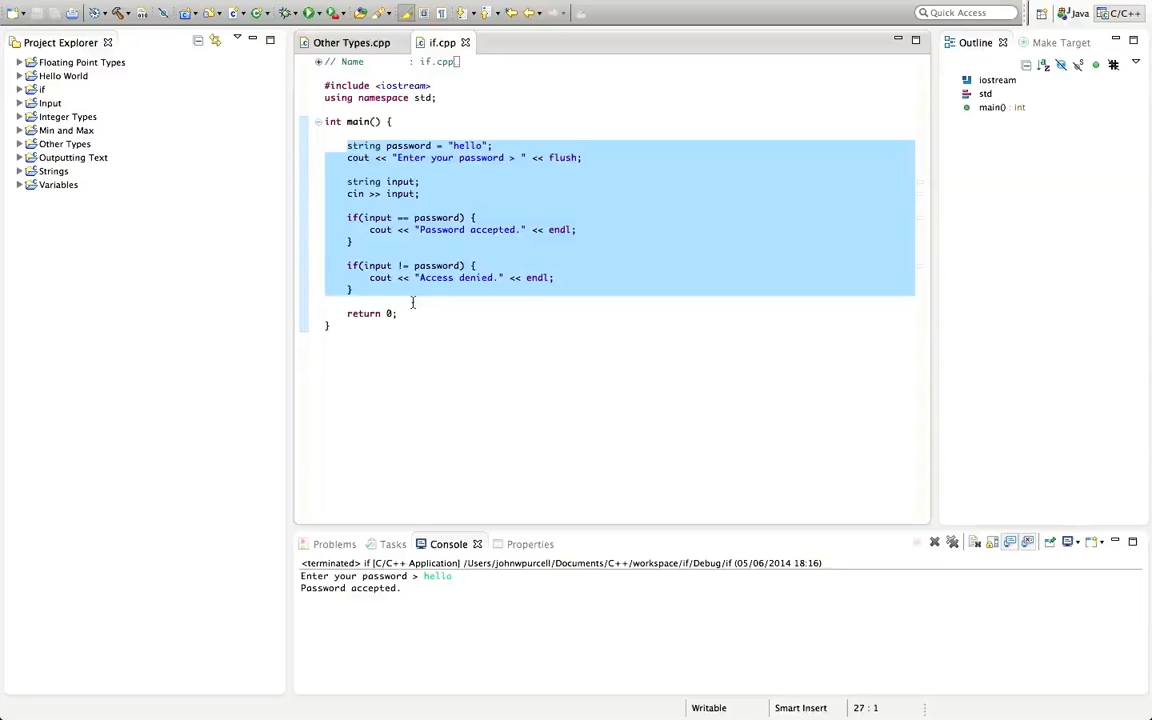 Quick Access
Java
C/C++
Project Explorer
Floating Point Types
Hello World
if
Input
Integer Types
Min and Max
Other Types
Outputting Text
Strings
Variables
Other Types.cpp
if.cpp
// Name : if.cpp
#include <iostream>
using namespace std;
int main() {
string password = "hello";
cout << "Enter your password > " << flush;
string input;
cin >> input;
if(input == password) {
cout << "Password accepted." << endl;
}
if(input != password) {
cout << "Access denied." << endl;
}
return 0;
}
Outline
Make Target
iostream
std
main() : int
Problems
Tasks
Console
Properties
<terminated> if [C/C++ Application] /Users/johnwpurcell/Documents/C++/workspace/if/Debug/if (05/06/2014 18:16)
Enter your password > hello
Password accepted.
Writable
Smart Insert
27 : 1